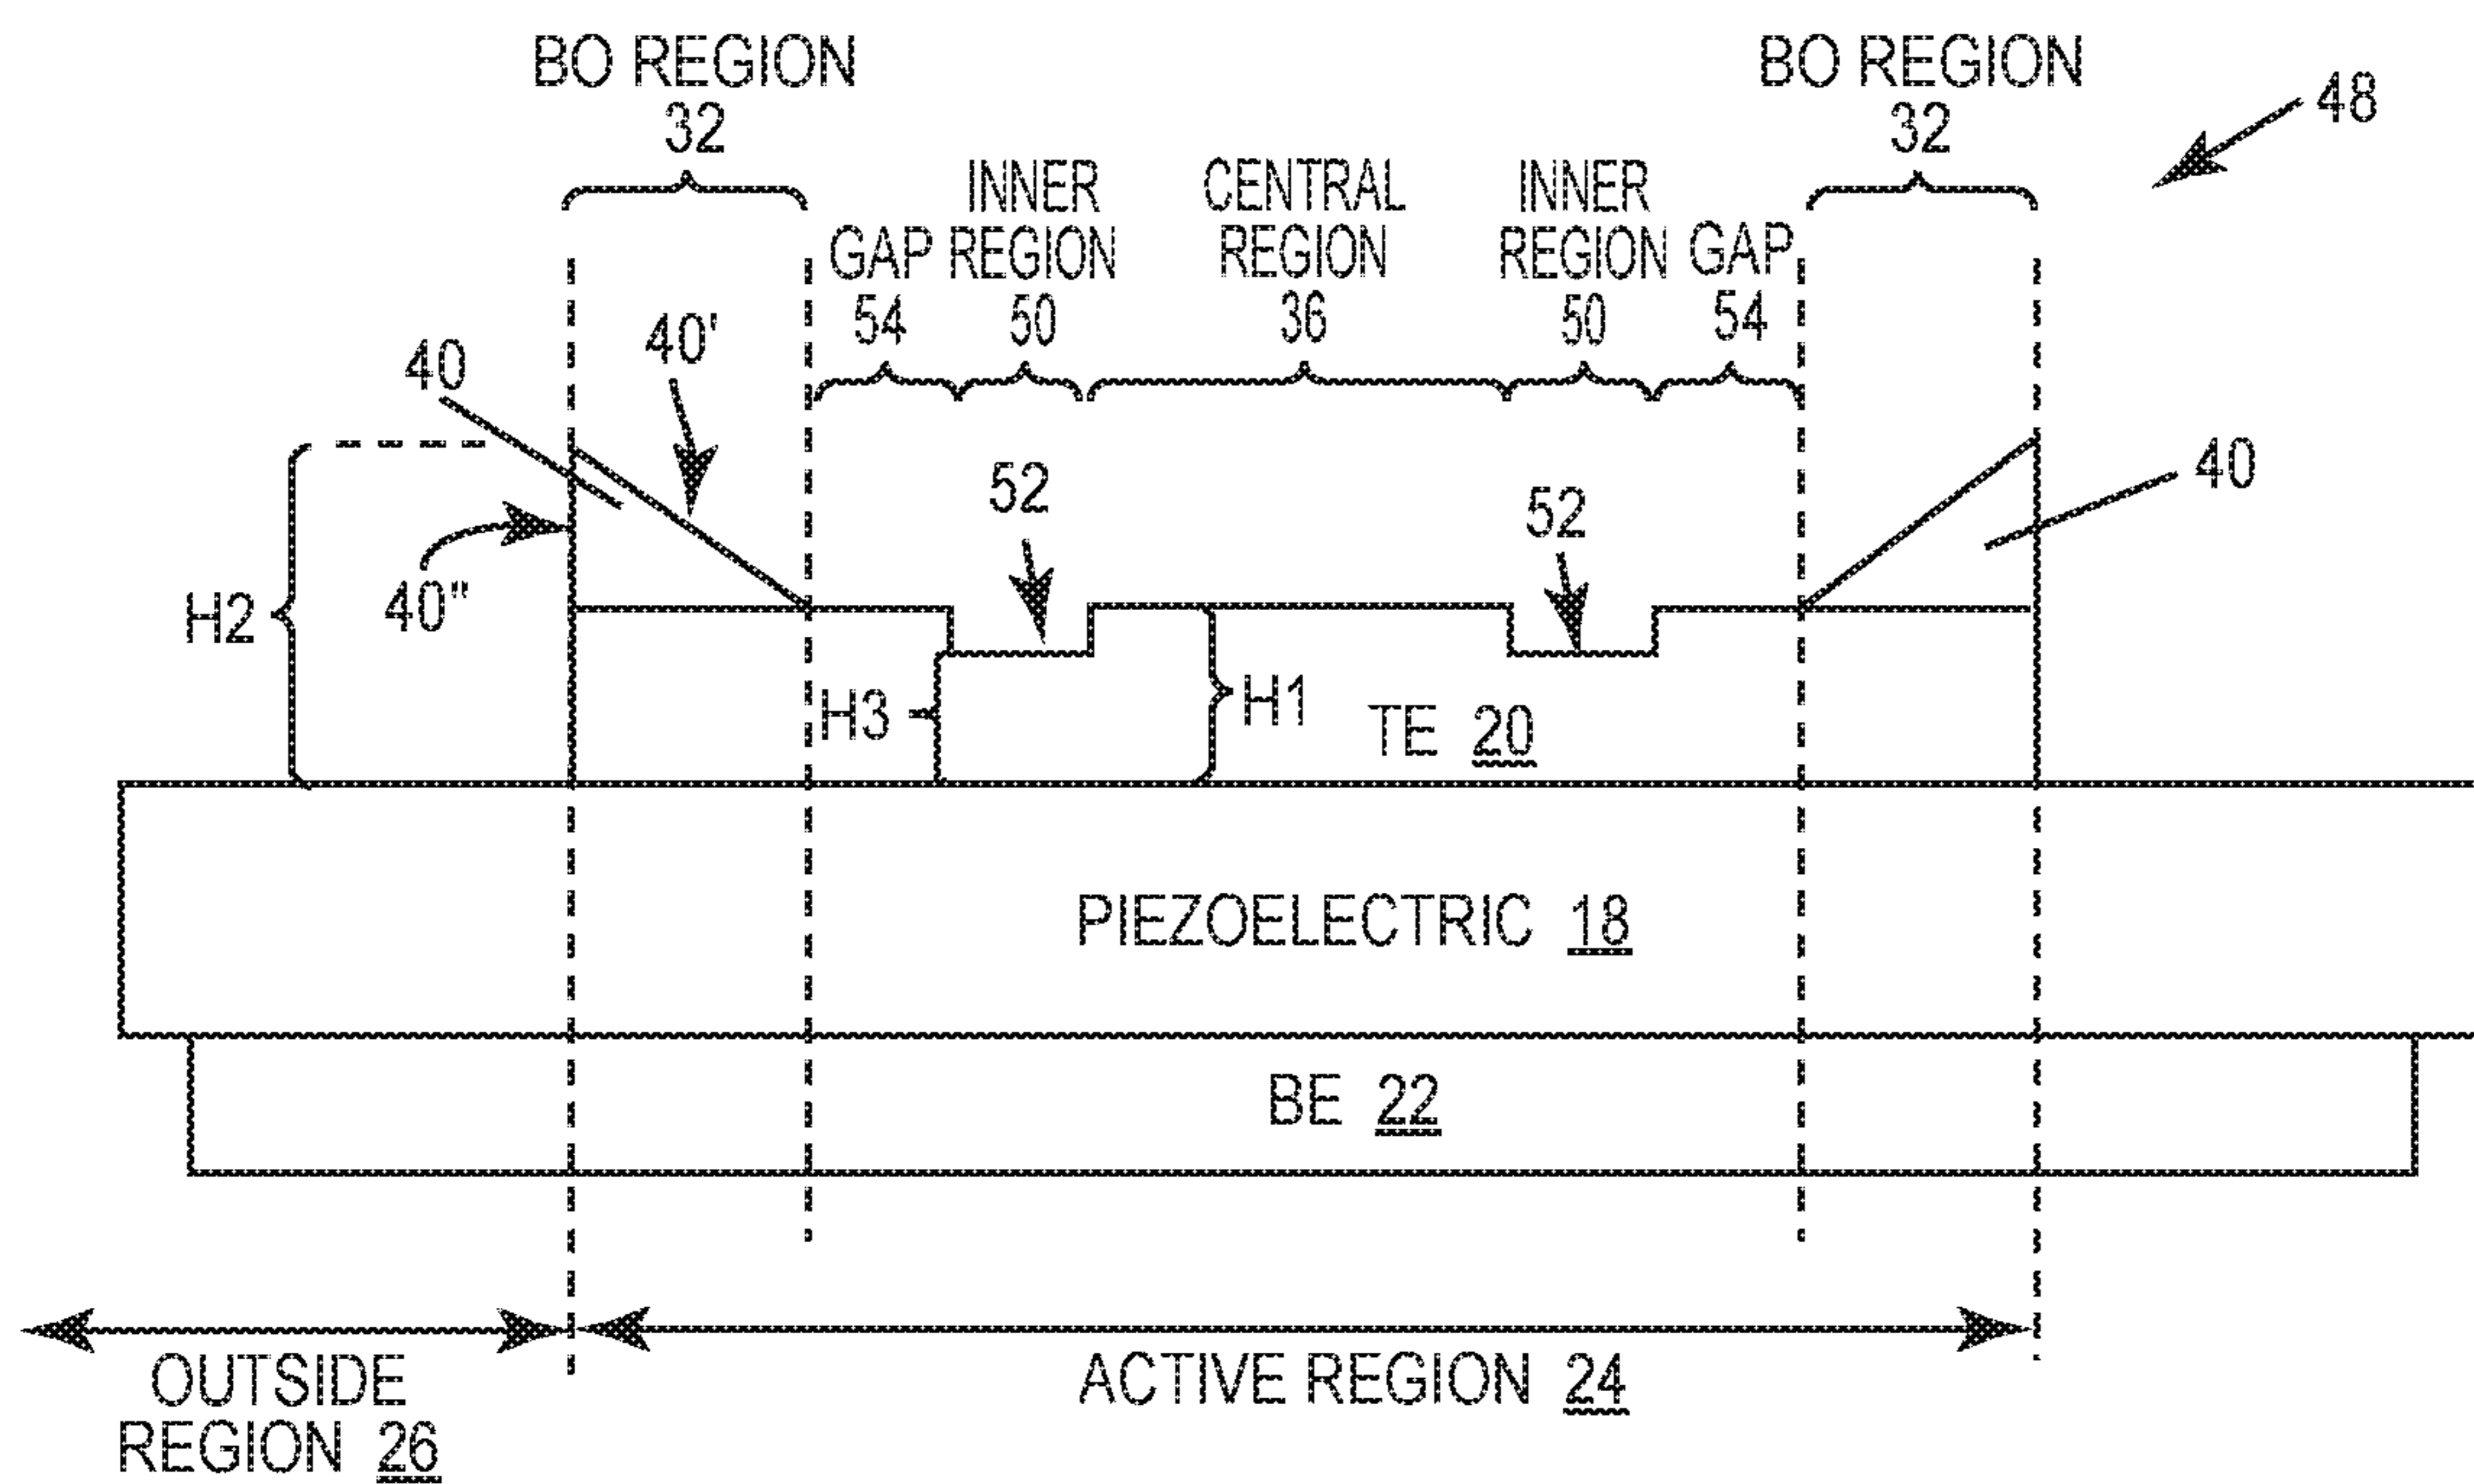 BO REGION
32
BO REGION
32
48
INNER
REGION
50
CENTRAL
REGION
36
INNER
REGION
50
GAP
54
GAP
54
40
40'
40"
52
52
40
H2
H3
H1
TE 20
PIEZOELECTRIC 18
BE 22
OUTSIDE
REGION 26
ACTIVE REGION 24